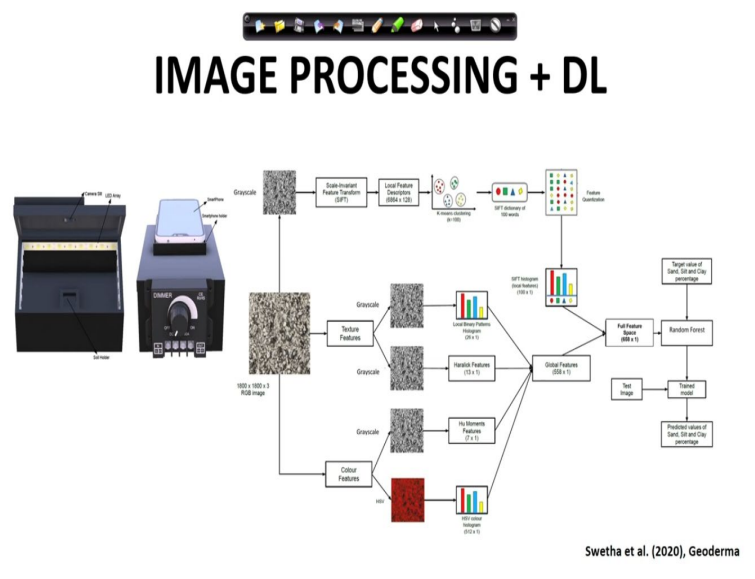 IMAGE PROCESSING + DL
Camera Slit
LED Array
Soil Holder
SmartPhone
Smartphone holder
DIMMER
OFF
Grayscale
Scale-invariant
Feature Transform
(SIFT)
Local Feature
Descriptors
(6864 x 128)
K-means clustering
(k=100)
SIFT dictionary of
100 words
Feature
Quantization
SIFT histogram
(local features)
(100 x 1)
1800 x 1800 x 3
RGB image
Texture
Features
Grayscale
Local Binary Patterns
Histogram
(26 x 1)
Grayscale
Haralick Features
(13 x 1)
Global Features
(558 x 1)
Colour
Features
Grayscale
Hu Moments
Features
(7 x 1)
HSV
HSV colour
histogram
(512 x 1)
Full Feature
Space
(658 x 1)
Target value of
Sand, Silt and Clay
percentage
Random Forest
Test
Image
Trained
model
Predicted values of
Sand, Silt and Clay
percentage
Swetha et al. (2020), Geoderma